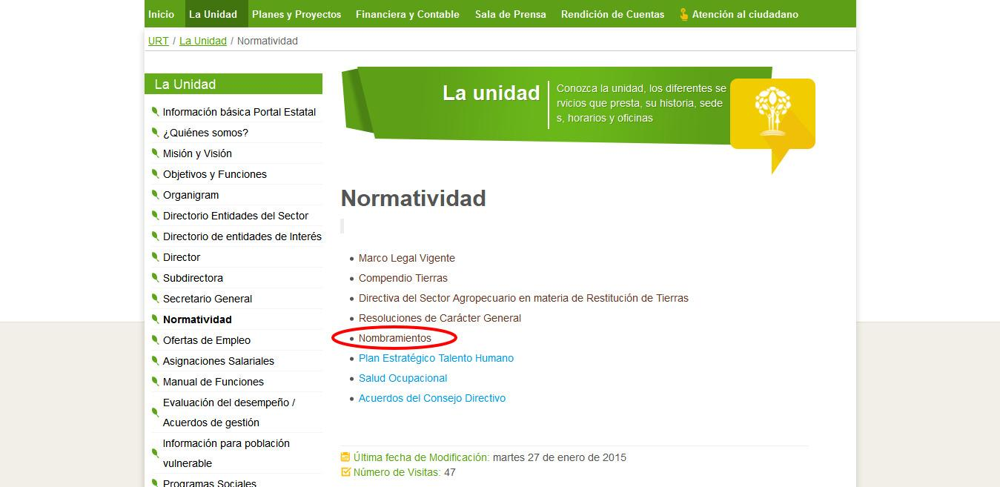 Inicio La Unidad Planes y Proyectos Financiera y Contable Sala de Prensa Rendición de Cuentas Atención al ciudadano
URT / La Unidad / Normatividad
La Unidad
Información básica Portal Estatal
¿Quiénes somos?
Misión y Visión
Objetivos y Funciones
Organigram
Directorio Entidades del Sector
Directorio de entidades de Interés
Director
Subdirectora
Secretario General
Normatividad
Ofertas de Empleo
Asignaciones Salariales
Manual de Funciones
Evaluación del desempeño /
Acuerdos de gestión
Información para población
vulnerable
Programas Sociales
La unidad
Conozca la unidad, los diferentes se
rvicios que presta, su historia, sede
s, horarios y oficinas
Normatividad
Marco Legal Vigente
Compendio Tierras
Directiva del Sector Agropecuario en materia de Restitución de Tierras
Resoluciones de Carácter General
Nombramientos
Plan Estratégico Talento Humano
Salud Ocupacional
Acuerdos del Consejo Directivo
Última fecha de Modificación: martes 27 de enero de 2015
Número de Visitas: 47